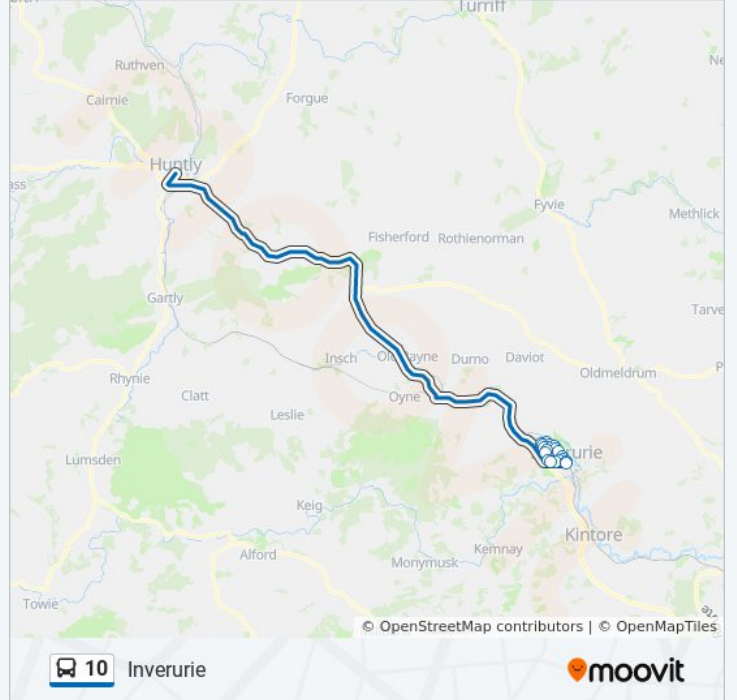 Turriff
Ruthven
Cairnie
Forgue
Huntly
Fyvie
Methlick
Fisherford
Rothienorman
Gartly
Tarve
Insch
Durno
Daviot
Oldmeldrum
P
Rhynie
Clatt
Oyne
Leslie
Lumsden
urie
Keig
Kintore
Kemnay
Alford
Monymusk
Towie
© OpenStreetMap contributors | © OpenMapTiles
10 Inverurie
moovit